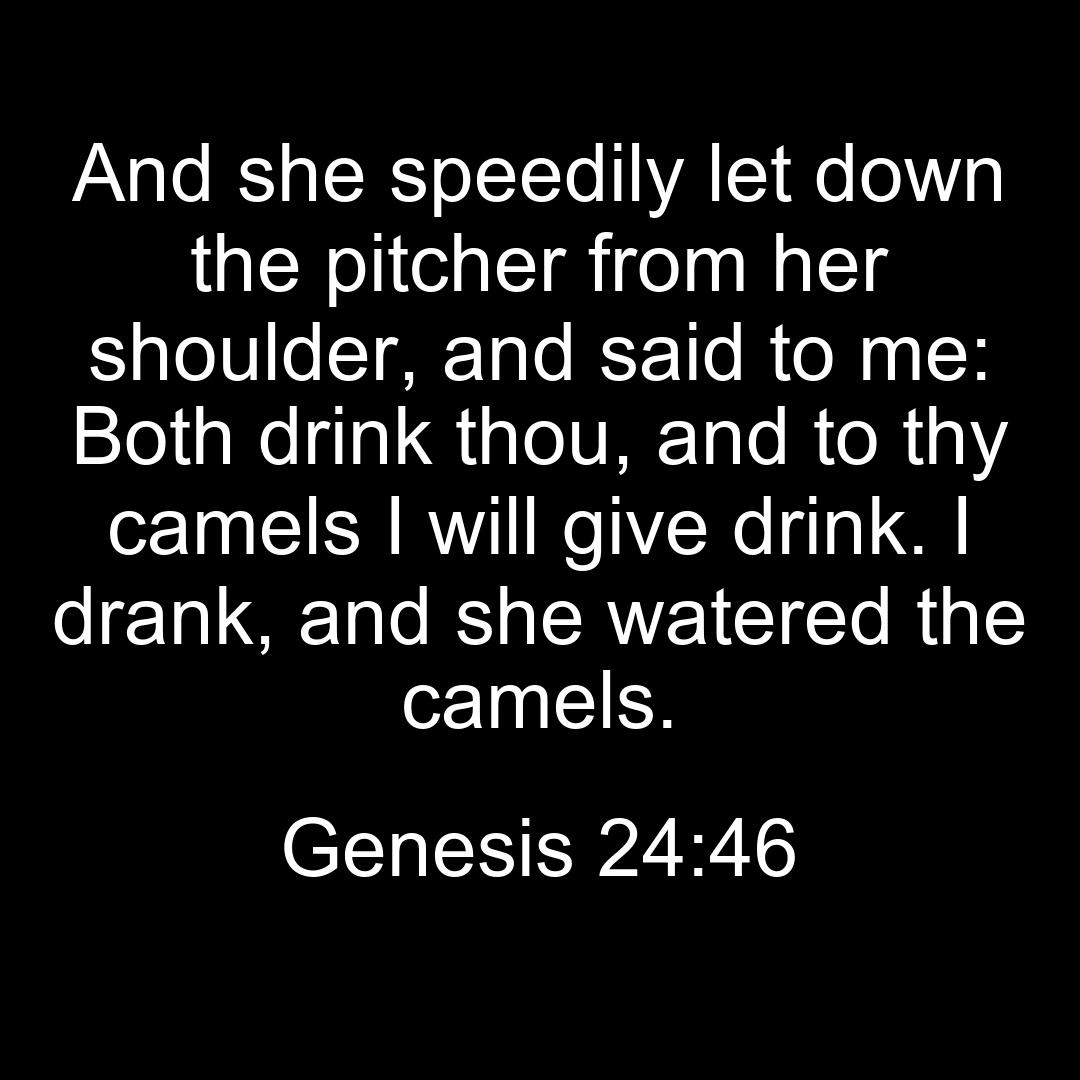 And she speedily let down
the pitcher from her
shoulder, and said to me:
Both drink thou, and to thy
camels I will give drink. I
drank, and she watered the
camels.
Genesis 24:46